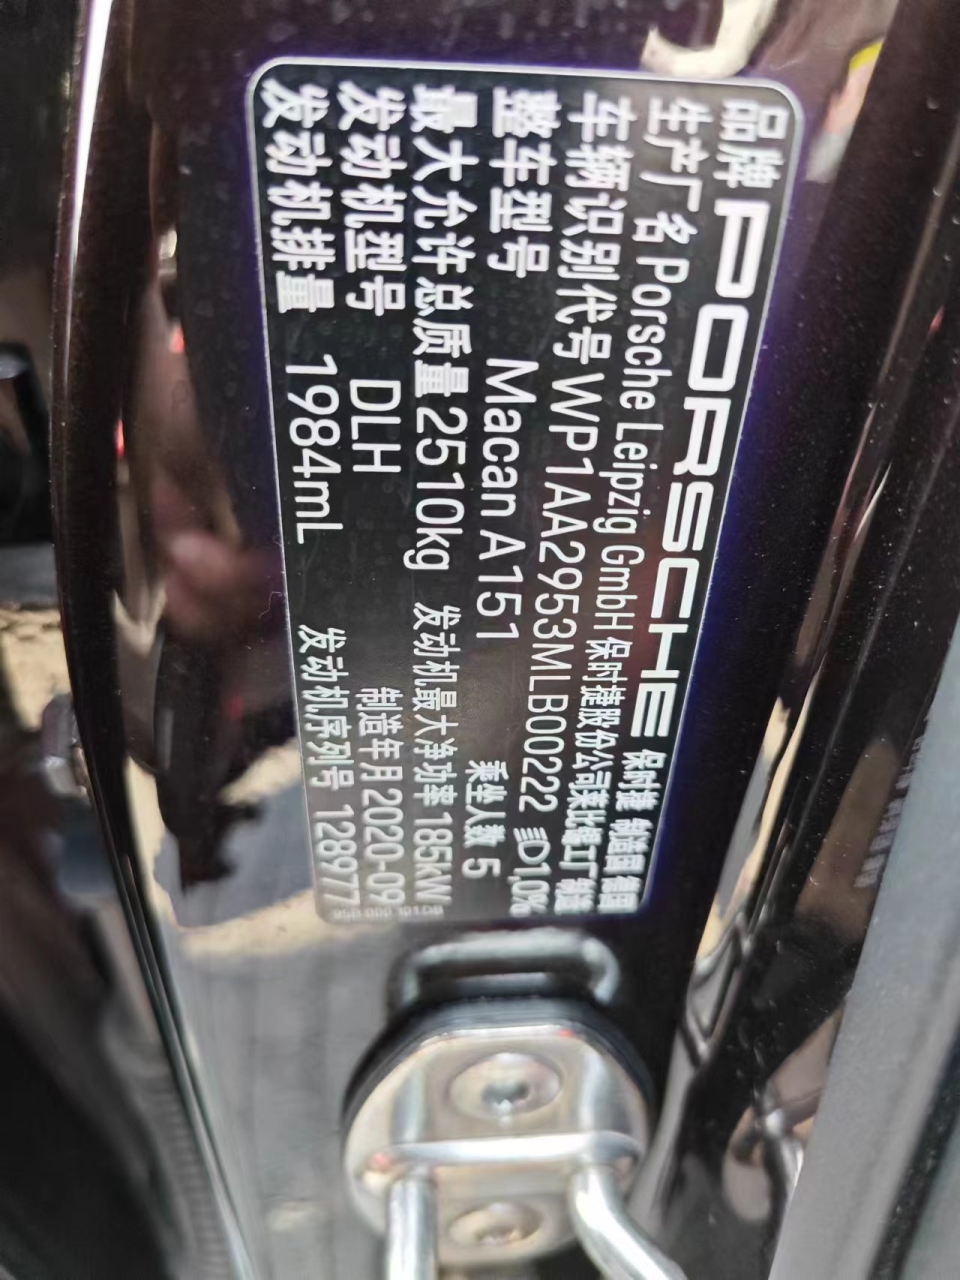 品牌 PORSCHE 保时捷 制造国 德国
生产厂名 Porsche Leipzig GmbH 保时捷股份公司莱比锡工厂 制造
车辆识别代号 WP1AA2953MLB00222
整车型号 Macan A151 乘坐人数 5
最大允许总质量 2510kg 发动机最大净功率 185kW
发动机型号 DLH 制造年月 2020-09
发动机排量 1984mL 发动机序列号 128977